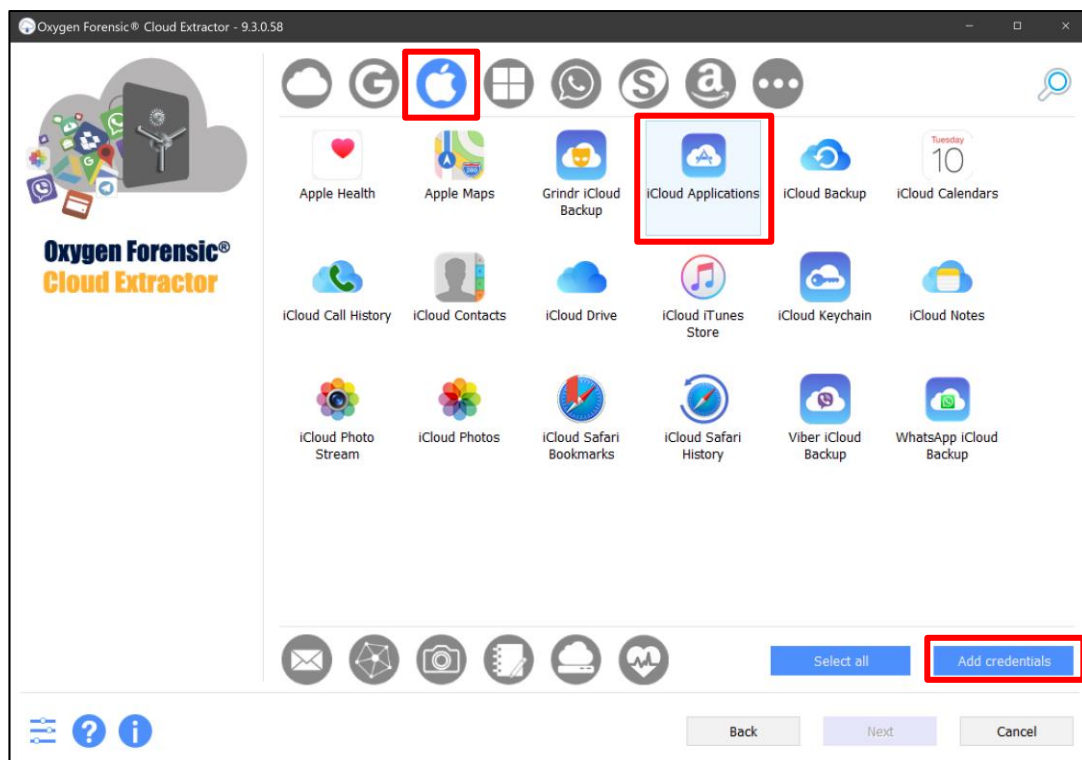 Oxygen Forensic® Cloud Extractor - 9.3.0.58
Oxygen Forensic®
Cloud Extractor
Apple Health
Apple Maps
Grindr iCloud
Backup
iCloud Applications
iCloud Backup
Tuesday
10
iCloud Calendars
iCloud Call History
iCloud Contacts
iCloud Drive
iCloud iTunes
Store
iCloud Keychain
iCloud Notes
iCloud Photo
Stream
iCloud Photos
iCloud Safari
Bookmarks
iCloud Safari
History
Viber iCloud
Backup
WhatsApp iCloud
Backup
Select all
Add credentials
Back
Next
Cancel